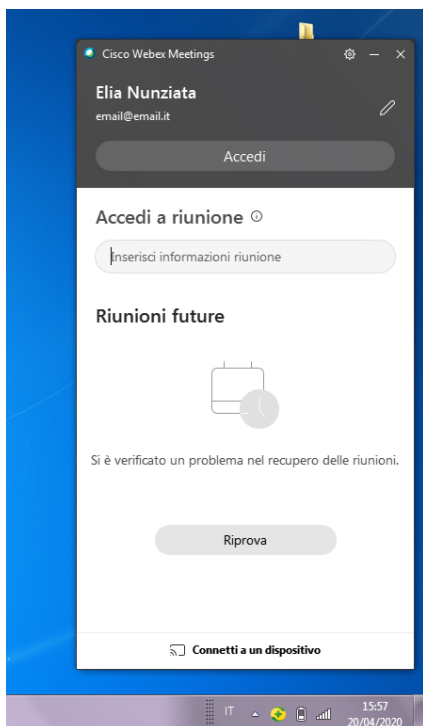 Cisco Webex Meetings
Elia Nunziata
email@email.it
Accedi
Accedi a riunione
Inserisci informazioni riunione
Riunioni future
Si è verificato un problema nel recupero delle riunioni.
Riprova
Connetti a un dispositivo
IT
15:57
20/04/2020